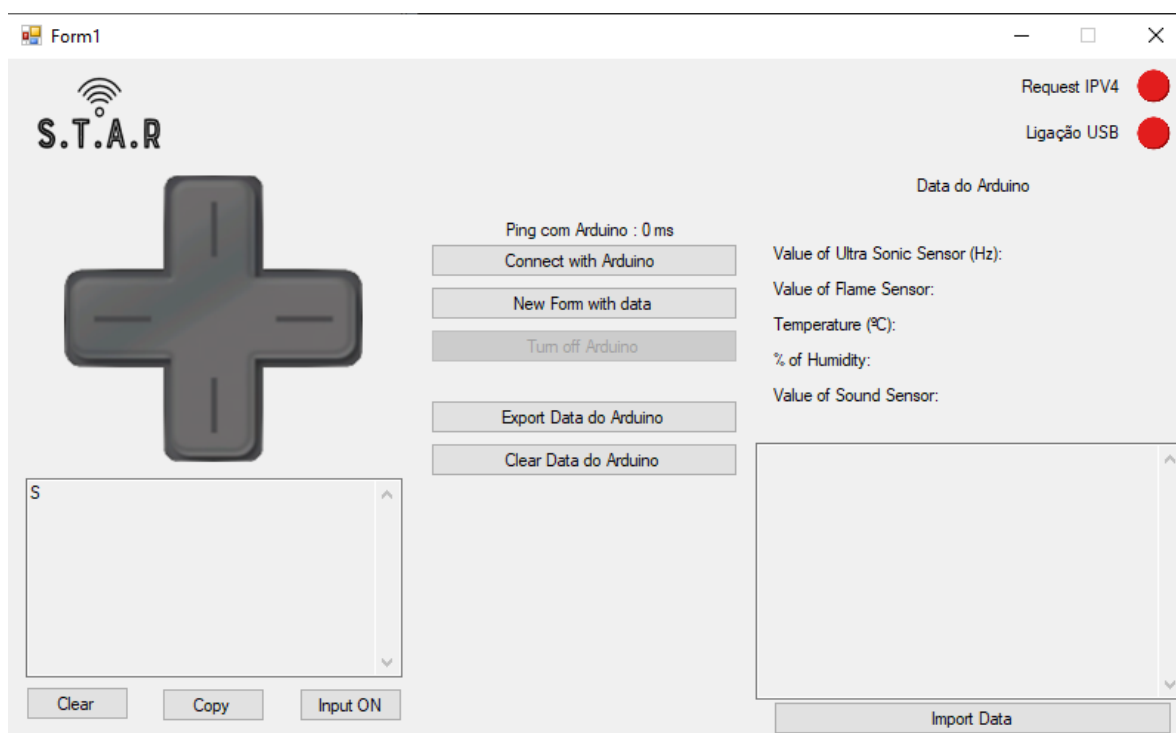 Form1
S.T.A.R
Request IPV4
Ligação USB
Data do Arduino
Ping com Arduino : 0 ms
Connect with Arduino
New Form with data
Turn off Arduino
Export Data do Arduino
Clear Data do Arduino
Value of Ultra Sonic Sensor (Hz):
Value of Flame Sensor:
Temperature (ºC):
% of Humidity:
Value of Sound Sensor:
S
Clear
Copy
Input ON
Import Data